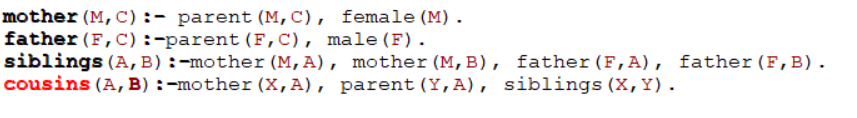 mother(M,C):- parent(M,C), female(M).
father(F,C):-parent(F,C), male(F).
siblings(A,B):-mother(M,A), mother(M,B), father(F,A), father(F,B).
cousins(A,B):-mother(X,A), parent(Y,A), siblings(X,Y).